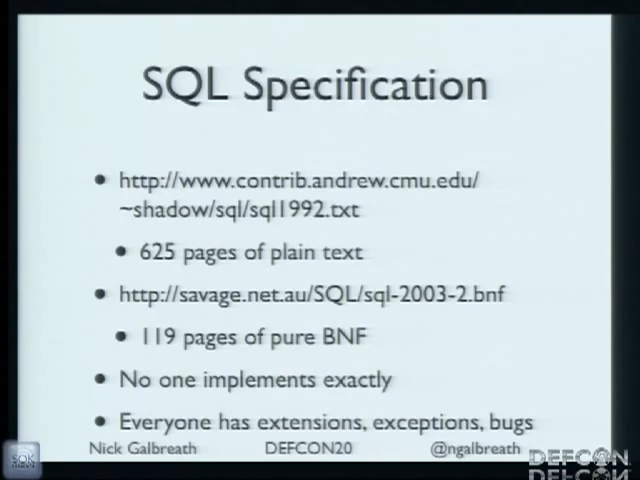 SQL Specification
• http://www.contrib.andrew.cmu.edu/
~shadow/sql/sql1992.txt
• 625 pages of plain text
• http://savage.net.au/SQL/sql-2003-2.bnf
• 119 pages of pure BNF
• No one implements exactly
• Everyone has extensions, exceptions, bugs
Nick Galbreath DEFCON20 @ngalbreath
DEFCON
DEFCON